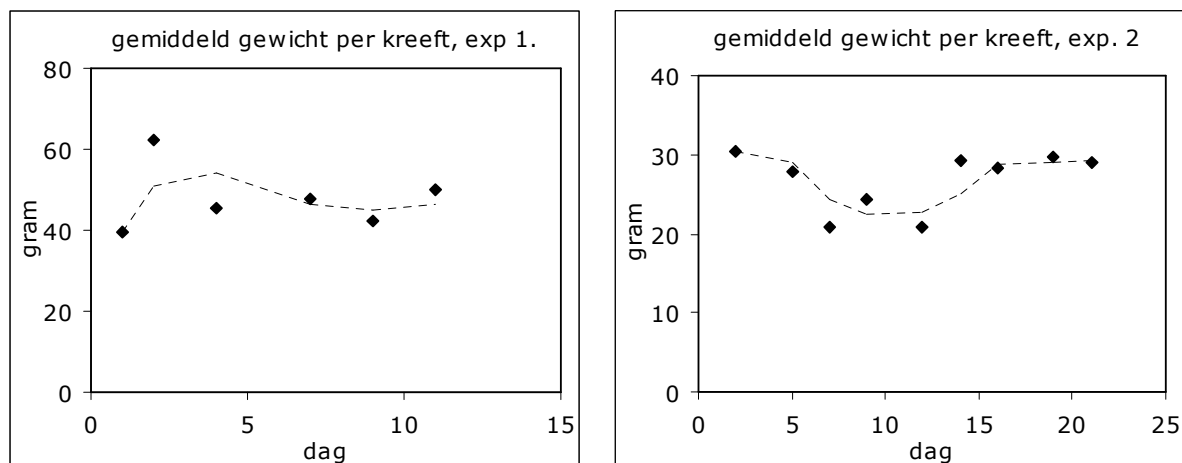 gemiddeld gewicht per kreeft, exp 1.
80
60
40
20
0
gram
0 5 10 15
dag
gemiddeld gewicht per kreeft, exp. 2
40
30
20
10
0
gram
0 5 10 15 20 25
dag